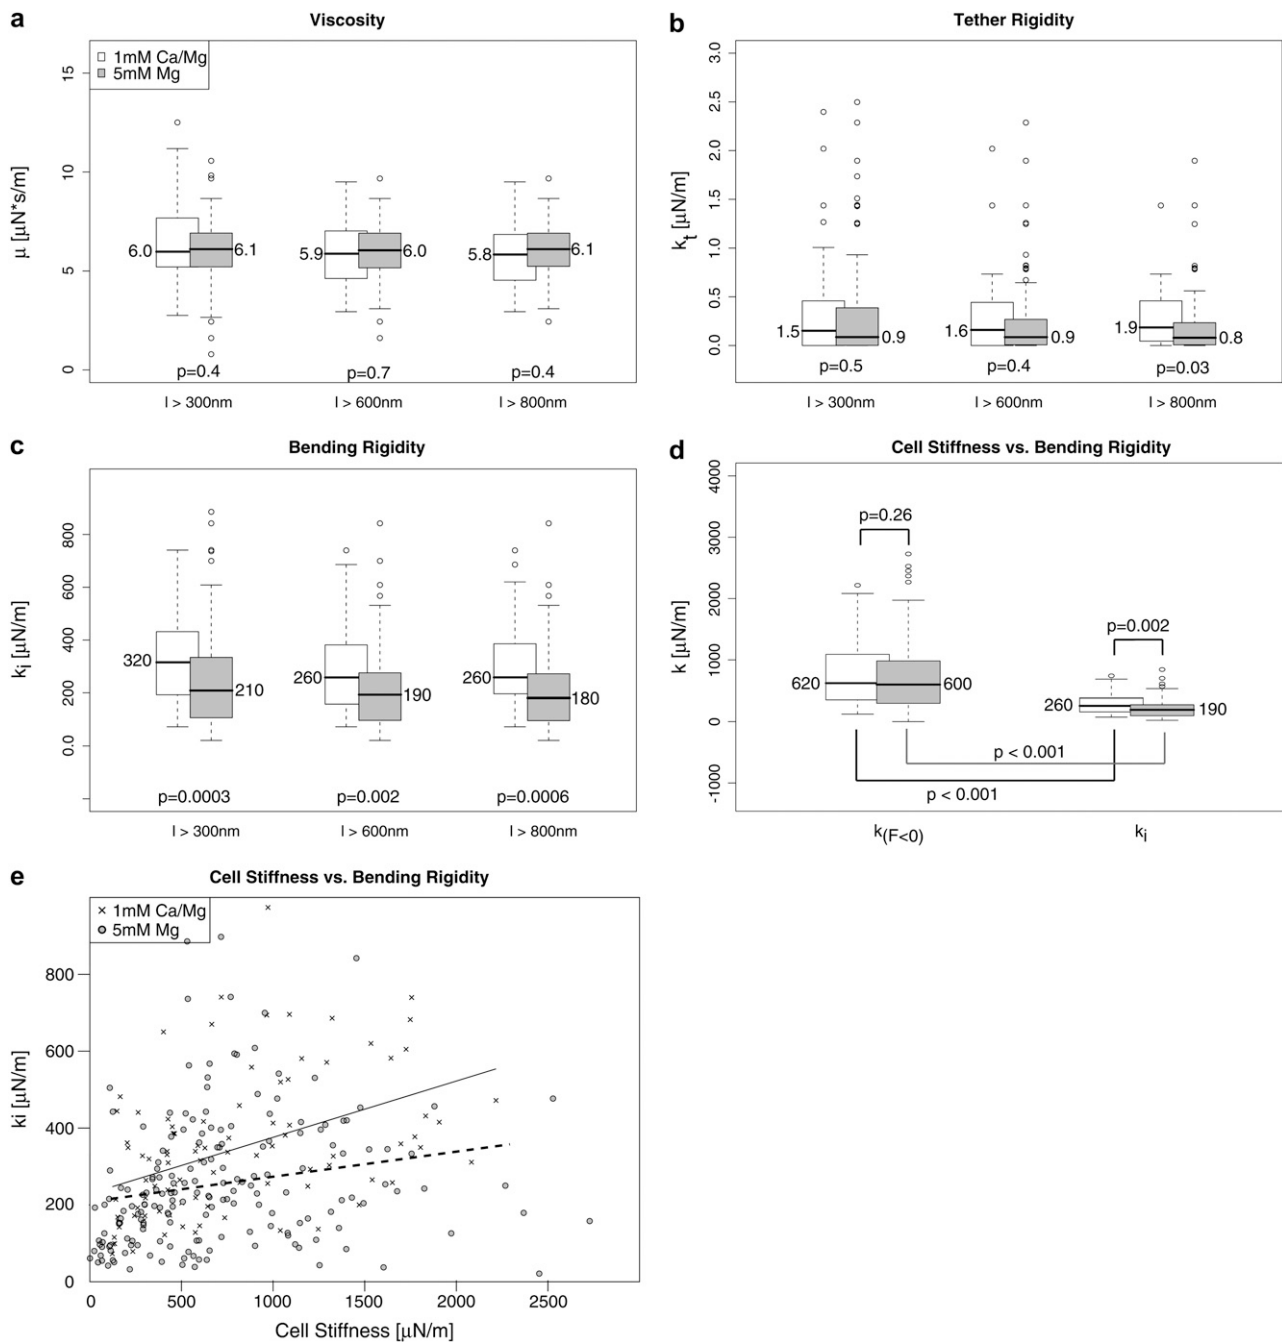 a
Viscosity
1mM Ca/Mg
5mM Mg
μ [μN*s/m]
15
10
5
0
6.0
6.1
5.9
6.0
5.8
6.1
p=0.4
p=0.7
p=0.4
l > 300nm
l > 600nm
l > 800nm
b
Tether Rigidity
k_t [μN/m]
3.0
2.5
2.0
1.5
1.0
0.5
0.0
1.5
0.9
1.6
0.9
1.9
0.8
p=0.5
p=0.4
p=0.03
l > 300nm
l > 600nm
l > 800nm
c
Bending Rigidity
k_i [μN/m]
800
600
400
200
0.0
320
210
260
190
260
180
p=0.0003
p=0.002
p=0.0006
l > 300nm
l > 600nm
l > 800nm
d
Cell Stiffness vs. Bending Rigidity
k [μN/m]
4000
3000
2000
1000
0
-1000
p=0.26
p=0.002
620
600
260
190
p < 0.001
p < 0.001
k_(F<0)
k_i
e
Cell Stiffness vs. Bending Rigidity
1mM Ca/Mg
5mM Mg
ki [μN/m]
800
600
400
200
0
0 500 1000 1500 2000 2500
Cell Stiffness [μN/m]